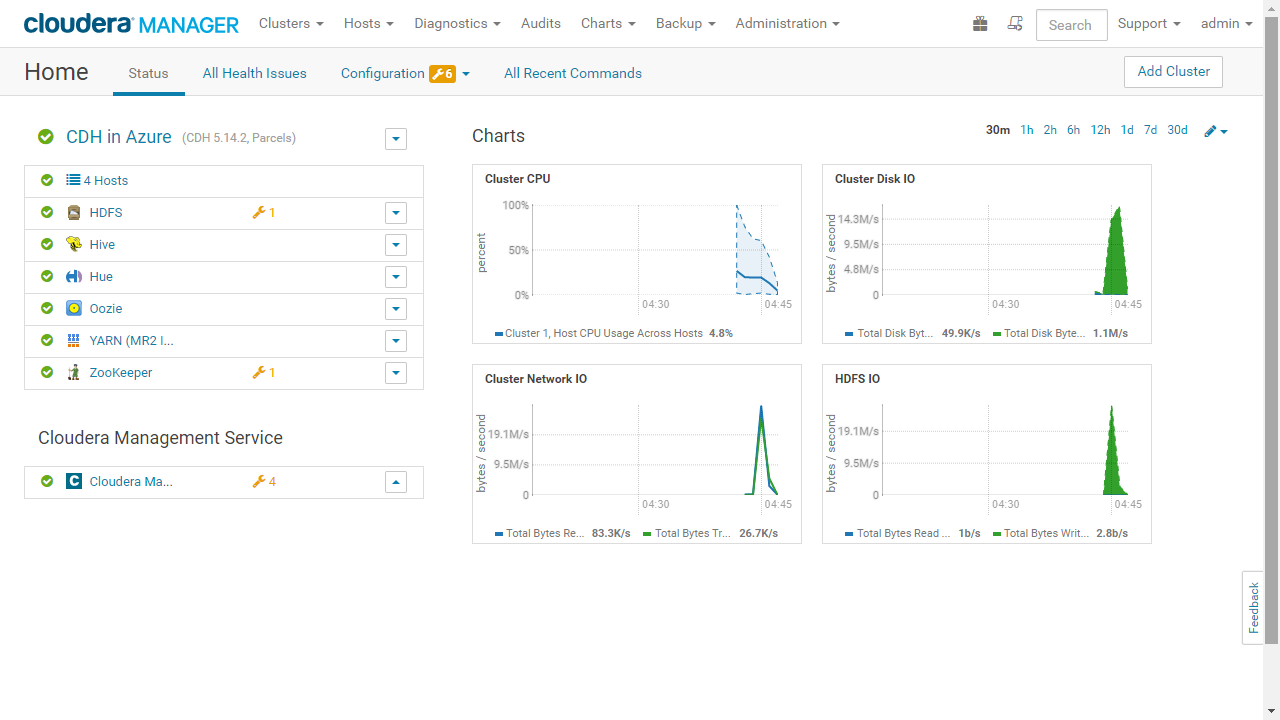 cloudera MANAGER Clusters Hosts Diagnostics Audits Charts Backup Administration Search Support admin
Home Status All Health Issues Configuration 6 All Recent Commands Add Cluster
CDH in Azure (CDH 5.14.2, Parcels)
4 Hosts
HDFS 1
Hive
Hue
Oozie
YARN (MR2 I...
ZooKeeper 1
Cloudera Management Service
C Cloudera Ma... 4
Charts 30m 1h 2h 6h 12h 1d 7d 30d
Cluster CPU
percent
100%
50%
0%
04:30 04:45
Cluster 1, Host CPU Usage Across Hosts 4.8%
Cluster Disk IO
bytes / second
14.3M/s
9.5M/s
4.8M/s
0
04:30 04:45
Total Disk Byt... 49.9K/s Total Disk Byte... 1.1M/s
Cluster Network IO
bytes / second
19.1M/s
9.5M/s
0
04:30 04:45
Total Bytes Re... 83.3K/s Total Bytes Tr... 26.7K/s
HDFS IO
bytes / second
19.1M/s
9.5M/s
0
04:30 04:45
Total Bytes Read ... 1b/s Total Bytes Writ... 2.8b/s
Feedback